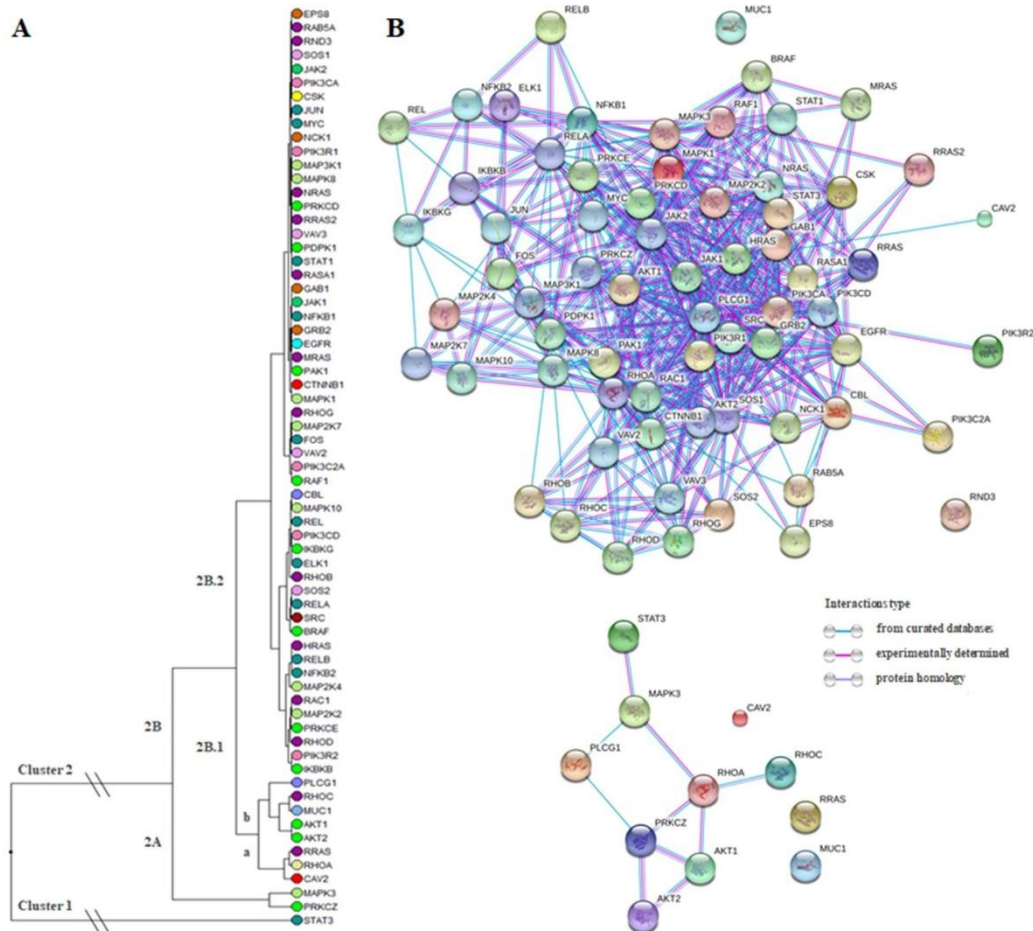 A
EPS8
RAB5A
RND3
SOS1
JAK2
PIK3CA
CSK
JUN
MYC
NCK1
PIK3R1
MAP3K1
MAPK8
NRAS
PRKCD
RRAS2
VAV3
PDPK1
STAT1
RASA1
GAB1
JAK1
NFKB1
GRB2
EGFR
MRAS
PAK1
CTNNB1
MAPK1
RHOG
MAP2K7
FOS
VAV2
PIK3C2A
RAF1
CBL
MAPK10
REL
PIK3CD
IKBKG
ELK1
RHOB
SOS2
RELA
SRC
BRAF
HRAS
RELB
NFKB2
MAP2K4
RAC1
MAP2K2
PRKCE
RHOD
PIK3R2
IKBKB
PLCG1
RHOC
MUC1
AKT1
AKT2
RRAS
RHOA
CAV2
MAPK3
PRKCZ
STAT3
2B.2
2B
2B.1
Cluster 2
b
2A
a
Cluster 1
B
RELB
MUC1
BRAF
NFKB2
ELK1
MRAS
REL
NFKB1
MAPK3
RAF1
STAT1
RELA
MAPK1
RRAS2
PRKCE
NRAS
IKBKB
PRKCD
MAP2K2
CSK
MYC
STAT3
CAV2
IKBKG
JUN
JAK2
GAB1
HRAS
RRAS
FOS
PRKCZ
JAK1
RASA1
AKT1
MAP2K4
MAP3K1
PLCG1
PIK3CA
PIK3CD
PDPK1
SRC
GRB2
EGFR
PIK3R2
MAP2K7
MAPK10
MAPK8
PAK1
PIK3R1
RHOA
RAC1
CTNNB1
AKT2
SOS1
NCK1
CBL
PIK3C2A
VAV2
RAB5A
RHOB
VAV3
SOS2
RND3
RHOC
RHOD
RHOG
EPS8
Interactions type
from curated databases
experimentally determined
protein homology
STAT3
MAPK3
CAV2
PLCG1
RHOC
RHOA
RRAS
PRKCZ
AKT1
MUC1
AKT2